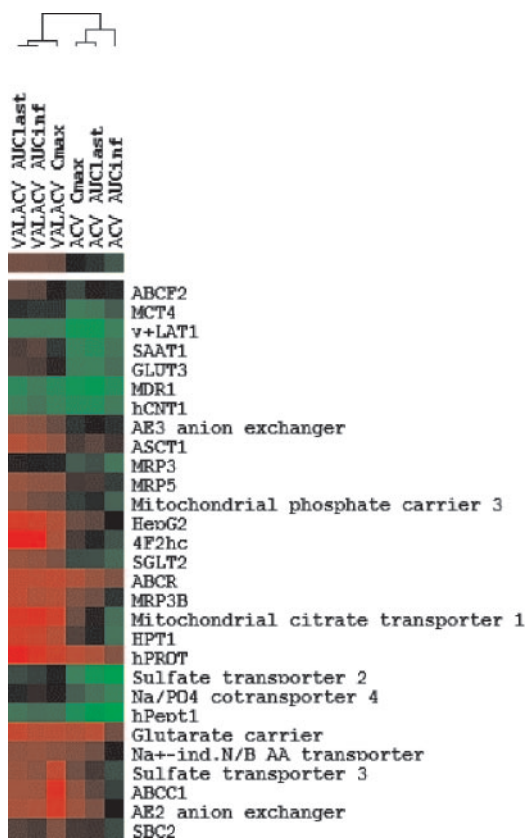 VALACV AUClast
VALACV AUCinf
VALACV Cmax
ACV Cmax
ACV AUClast
ACV AUCinf
ABCF2
MCT4
y+LAT1
SAAT1
GLUT3
MDR1
hCNT1
AE3 anion exchanger
ASCT1
MRP3
MRP5
Mitochondrial phosphate carrier 3
HepG2
4F2hc
SGLT2
ABCR
MRP3B
Mitochondrial citrate transporter 1
HPT1
hPROT
Sulfate transporter 2
Na/PO4 cotransporter 4
hPept1
Glutarate carrier
Na+-ind.N/B AA transporter
Sulfate transporter 3
ABCC1
AE2 anion exchanger
SBC2